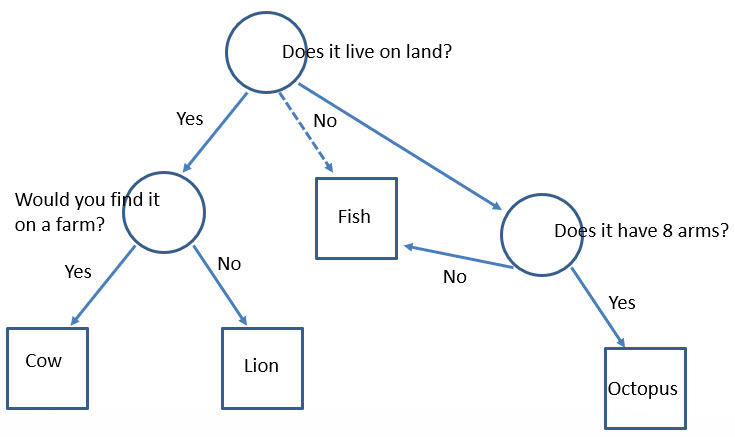 Does it live on land?
Yes
No
Would you find it
on a farm?
Fish
Does it have 8 arms?
Yes
No
No
Yes
Cow
Lion
Octopus